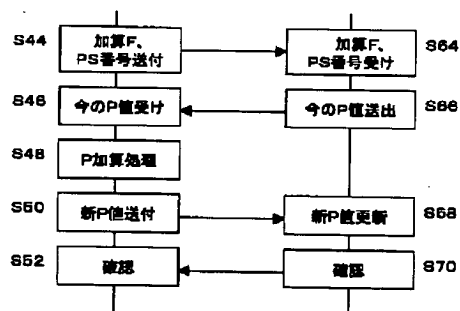 S44
加算F、
PS番号送付
加算F、
PS番号受け
S64
S46
今のP値受け
今のP値送出
S66
S48
P加算処理
S50
新P値送付
新P値更新
S68
S52
確認
確認
S70